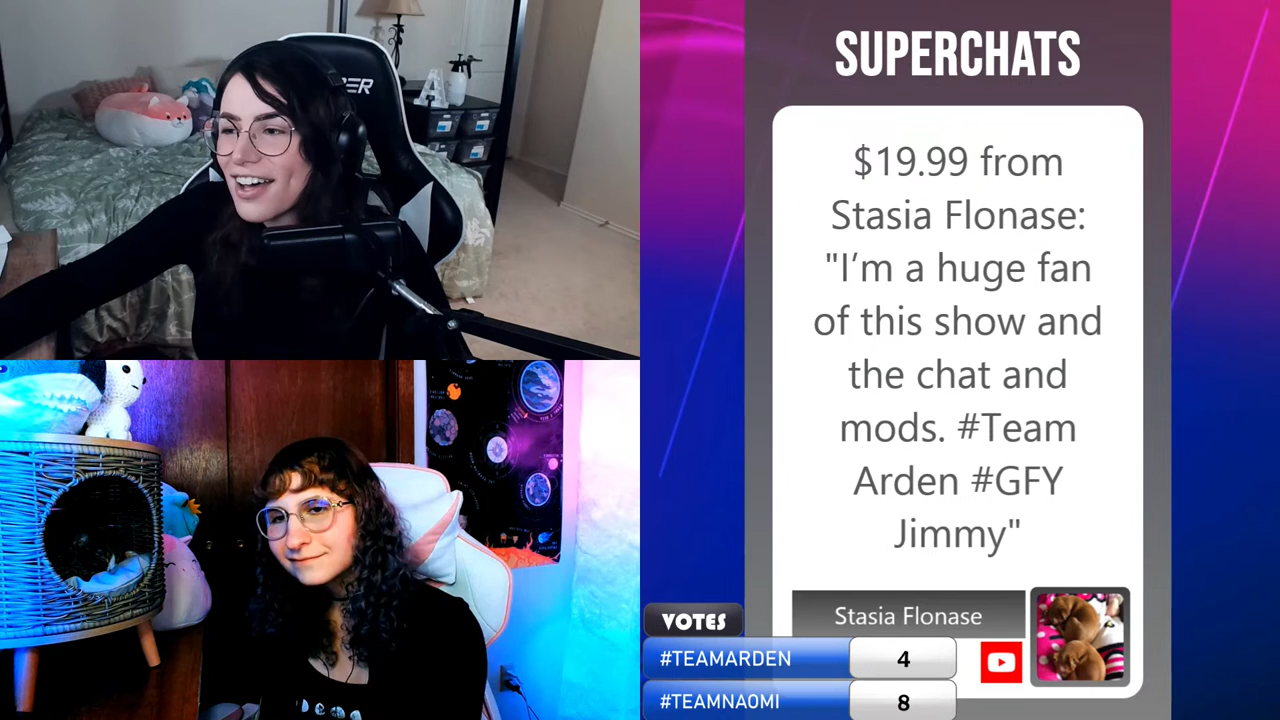 SUPERCHATS
$19.99 from
Stasia Flonase:
"I’m a huge fan
of this show and
the chat and
mods. #Team
Arden #GFY
Jimmy"
Stasia Flonase
VOTES
#TEAMARDEN 4
#TEAMNAOMI 8
A